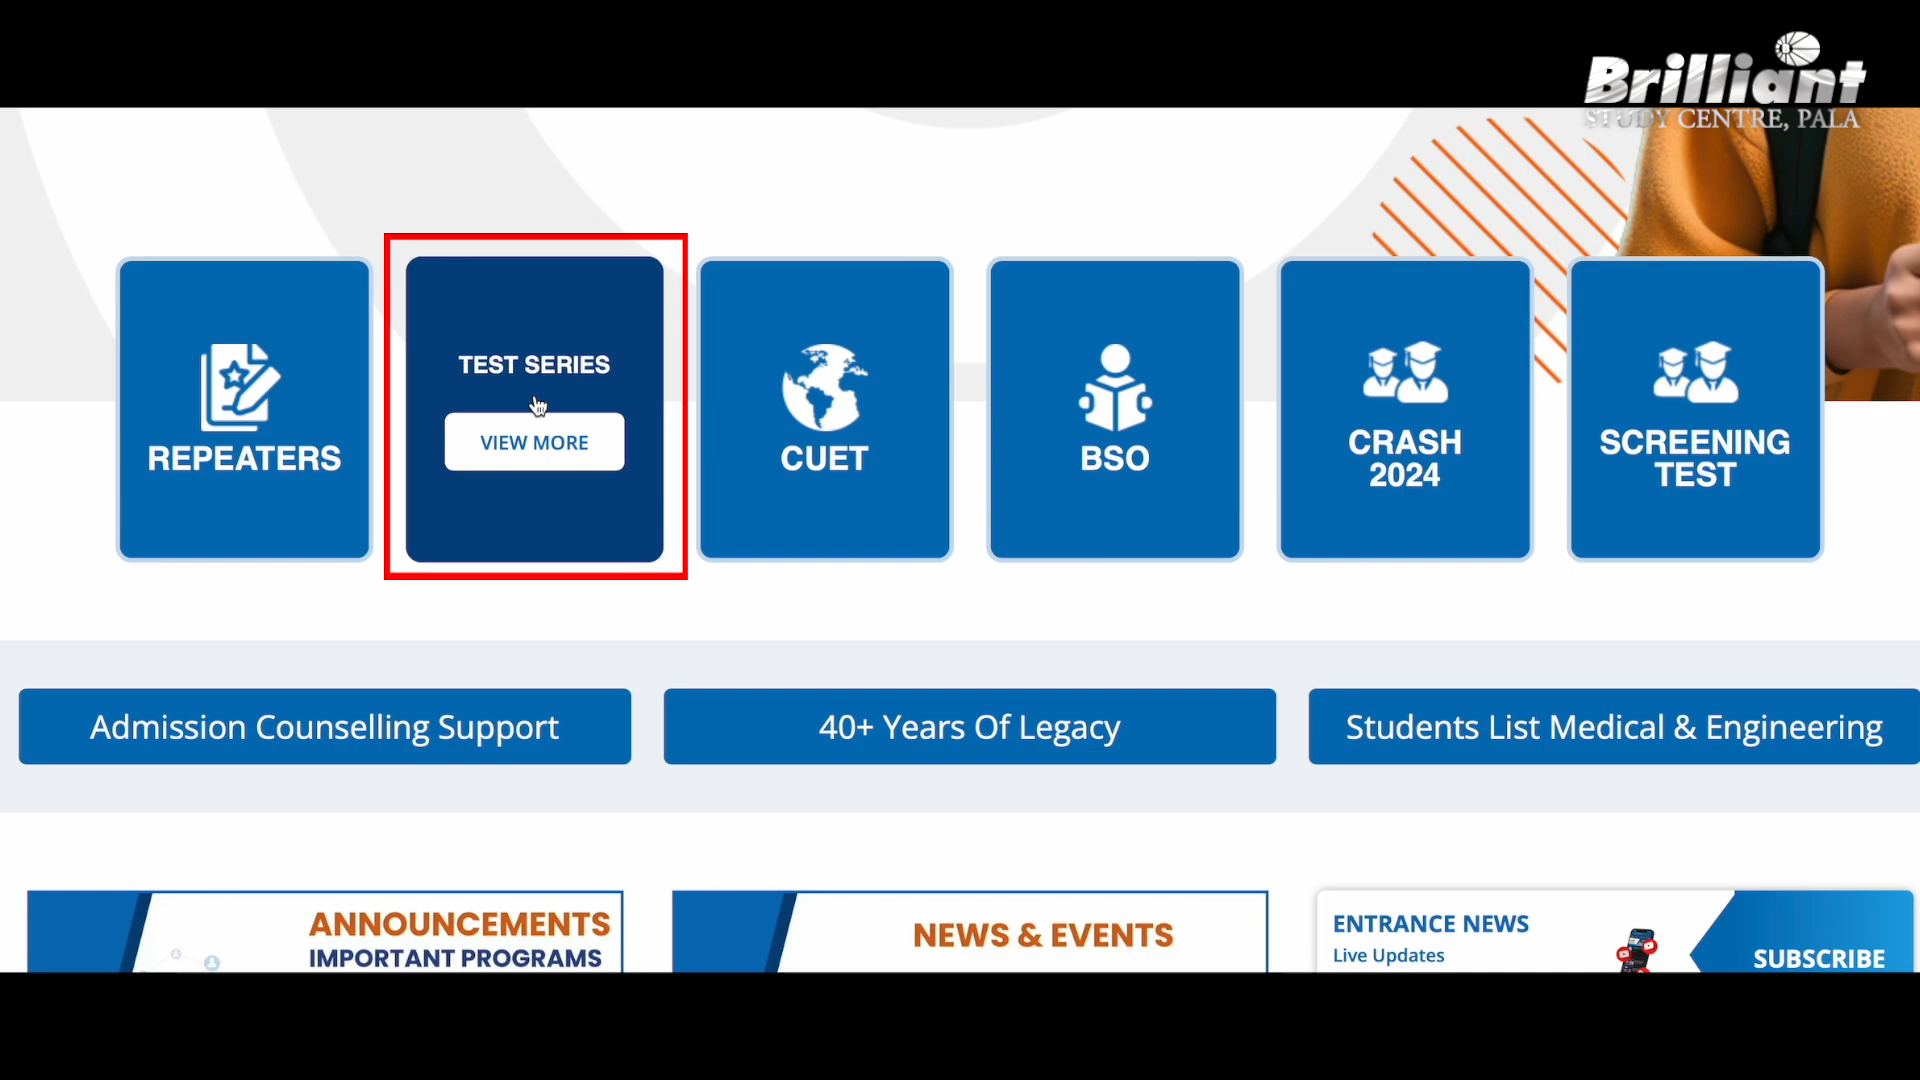 Brilliant
STUDY CENTRE, PALA
REPEATERS
TEST SERIES
VIEW MORE
CUET
BSO
CRASH
2024
SCREENING
TEST
Admission Counselling Support
40+ Years Of Legacy
Students List Medical & Engineering
ANNOUNCEMENTS
IMPORTANT PROGRAMS
NEWS & EVENTS
ENTRANCE NEWS
Live Updates
SUBSCRIBE